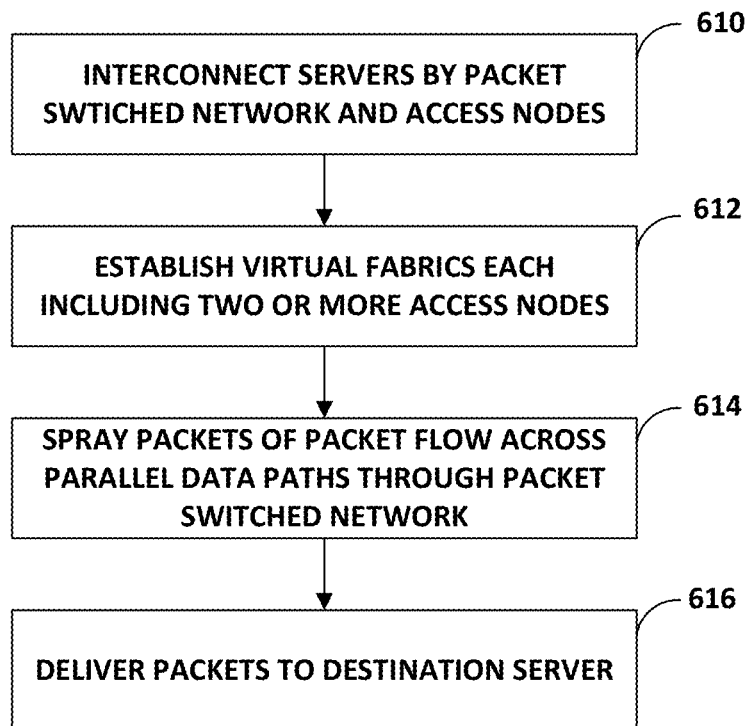 610
INTERCONNECT SERVERS BY PACKET
SWTICHED NETWORK AND ACCESS NODES
612
ESTABLISH VIRTUAL FABRICS EACH
INCLUDING TWO OR MORE ACCESS NODES
614
SPRAY PACKETS OF PACKET FLOW ACROSS
PARALLEL DATA PATHS THROUGH PACKET
SWITCHED NETWORK
616
DELIVER PACKETS TO DESTINATION SERVER